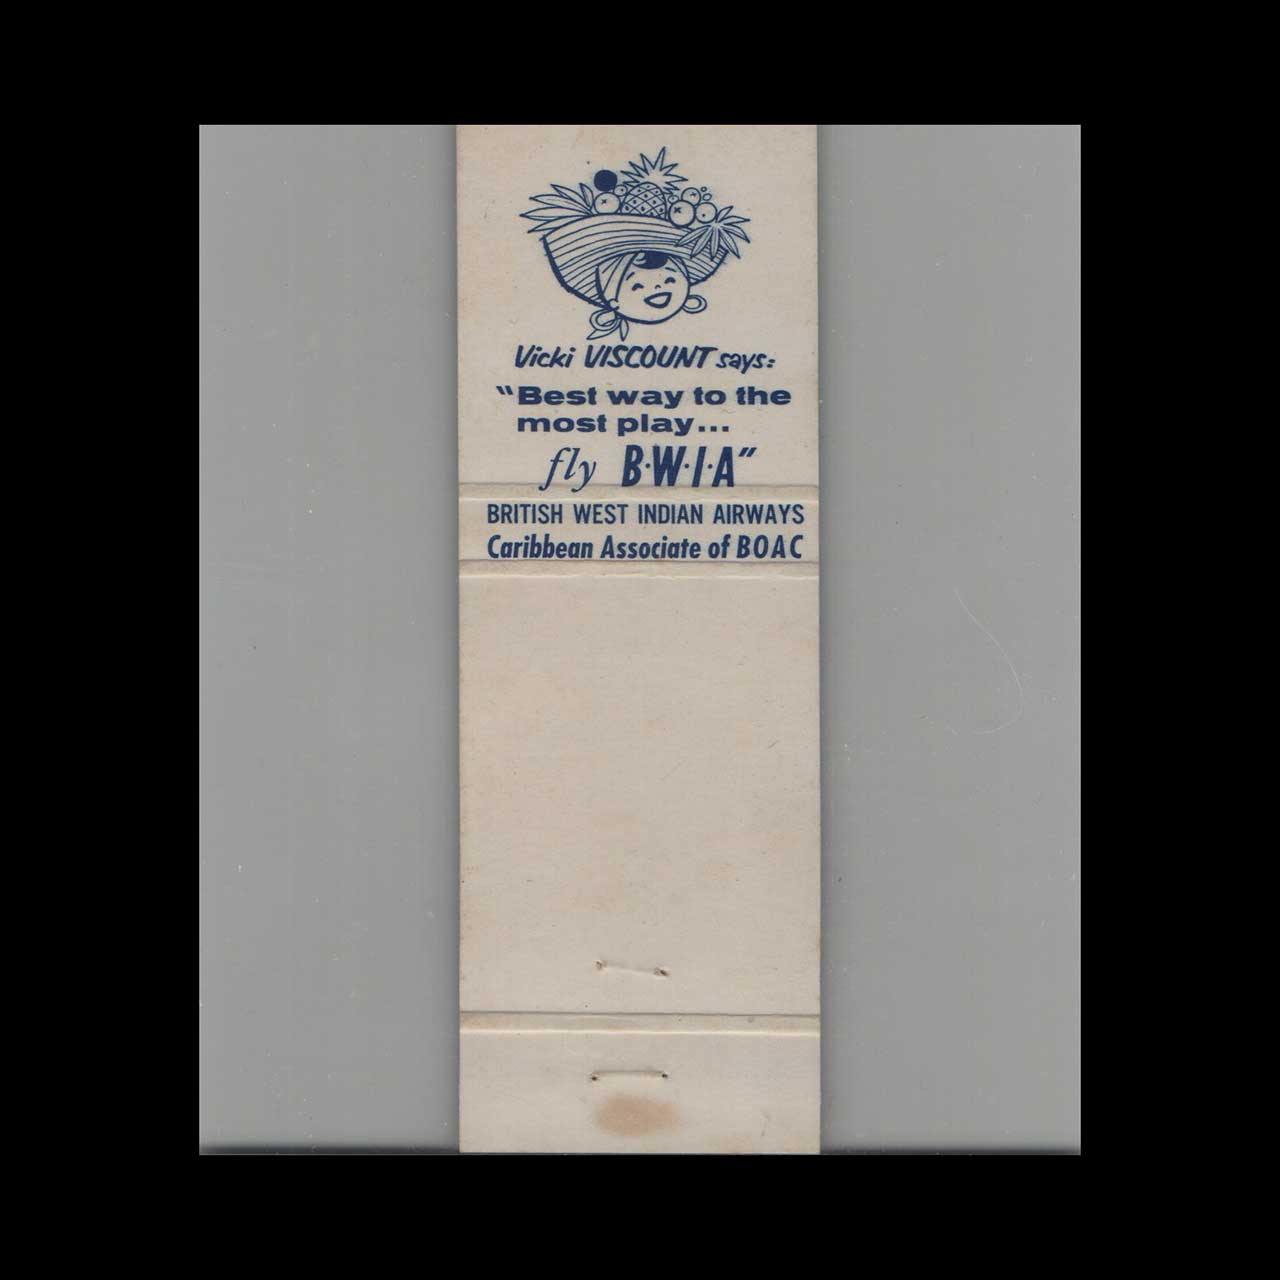 Vicki VISCOUNT says:
"Best way to the
most play...
fly B·W·I·A"
BRITISH WEST INDIAN AIRWAYS
Caribbean Associate of BOAC